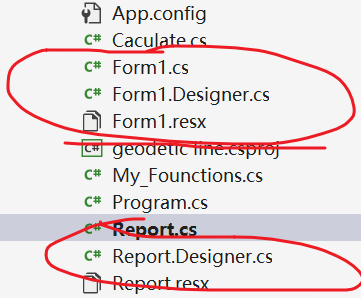 App.config
C# Caculate.cs
C# Form1.cs
C# Form1.Designer.cs
Form1.resx
C# geodetic line.csproj
C# My_Founctions.cs
C# Program.cs
C# Report.cs
C# Report.Designer.cs
Report.resx